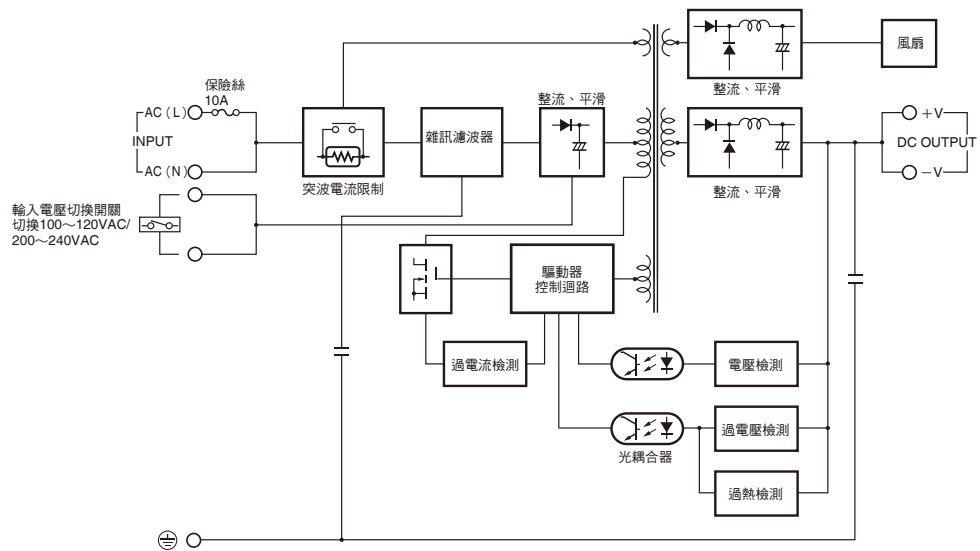 保險絲
10A
AC（L）
INPUT
AC（N）
輸入電壓切換開關
切換100～120VAC/
200～240VAC
突波電流限制
雜訊濾波器
整流、平滑
整流、平滑
風扇
整流、平滑
＋V
DC OUTPUT
－V
驅動器
控制迴路
過電流檢測
電壓檢測
過電壓檢測
光耦合器
過熱檢測